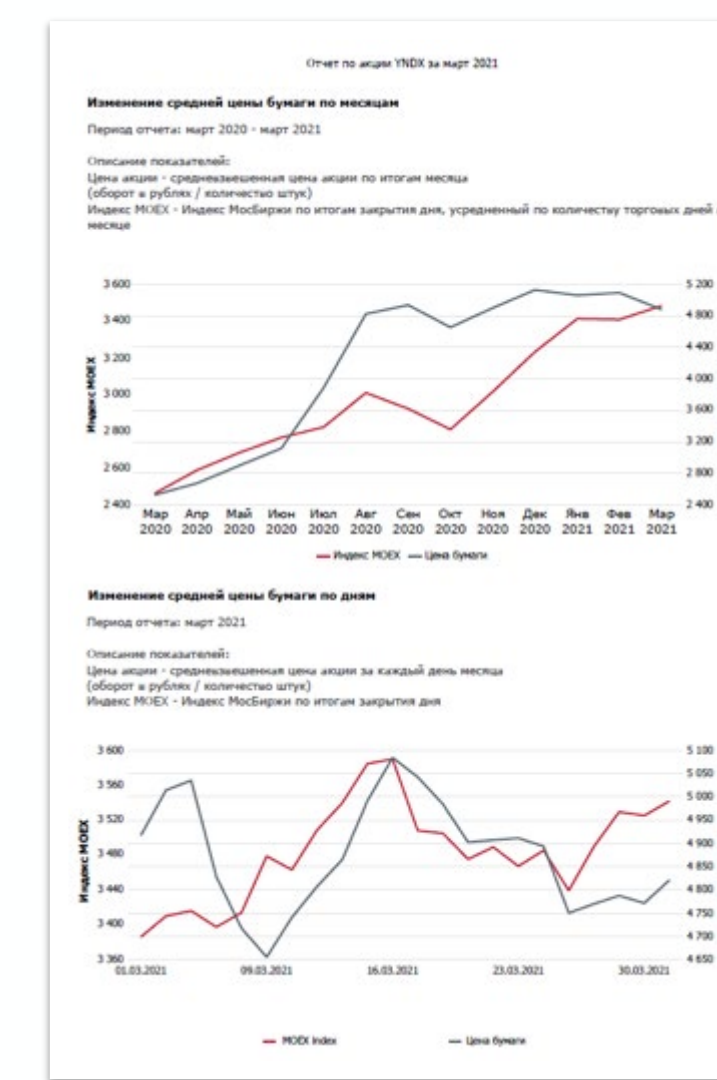 Отчет по акции YNDX за март 2021
Изменение средней цены бумаги по месяцам
Период отчета: март 2020 - март 2021
Описание показателей:
Цена акции - средневзвешенная цена акции по итогам месяца
(оборот в рублях / количество штук)
Индекс MOEX - Индекс МосБиржи по итогам закрытия дня, усредненный по количеству торговых дней
месяце
3 600 5 200
3 400 4 800
3 200 4 400
3 000 4 000
2 800 3 600
2 600 3 200
2 400 2 800
2 400
Индекс MOEX
Мар Апр Май Июн Июл Авг Сен Окт Ноя Дек Янв Фев Мар
2020 2020 2020 2020 2020 2020 2020 2020 2020 2020 2021 2021 2021
Индекс MOEX Цена бумаги
Изменение средней цены бумаги по дням
Период отчета: март 2021
Описание показателей:
Цена акции - средневзвешенная цена акции за каждый день месяца
(оборот в рублях / количество штук)
Индекс MOEX - Индекс МосБиржи по итогам закрытия дня
3 600 5 100
3 560 5 050
3 520 5 000
3 480 4 950
3 440 4 900
3 400 4 850
3 360 4 800
4 750
4 700
4 650
Индекс MOEX
01.03.2021 09.03.2021 16.03.2021 23.03.2021 30.03.2021
MOEX Index Цена бумаги